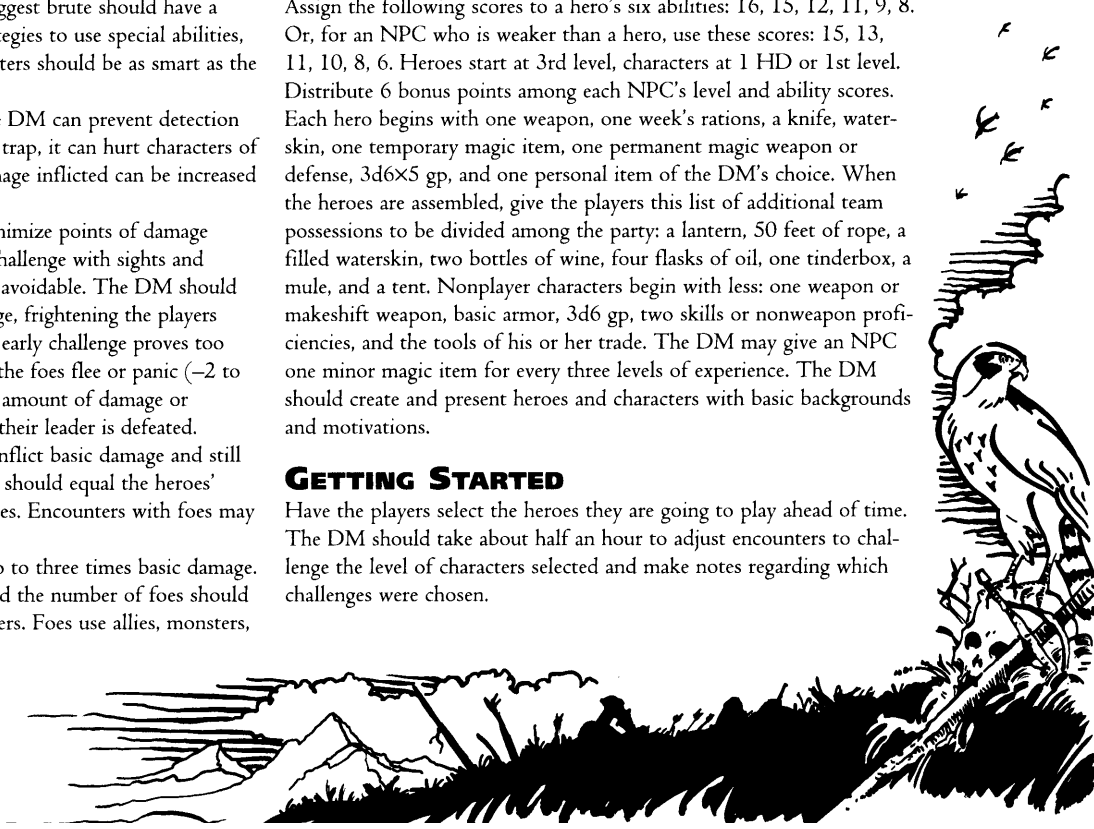 ggest brute should have a
tegies to use special abilities,
ters should be as smart as the
DM can prevent detection
trap, it can hurt characters of
nage inflicted can be increased
nimize points of damage
hallenge with sights and
avoidable. The DM should
ge, frightening the players
early challenge proves too
the foes flee or panic (–2 to
amount of damage or
their leader is defeated.
nflict basic damage and still
should equal the heroes'
es. Encounters with foes may
o to three times basic damage.
d the number of foes should
ers. Foes use allies, monsters,
Assign the following scores to a hero's six abilities: 16, 15, 12, 11, 9, 8.
Or, for an NPC who is weaker than a hero, use these scores: 15, 13,
11, 10, 8, 6. Heroes start at 3rd level, characters at 1 HD or 1st level.
Distribute 6 bonus points among each NPC's level and ability scores.
Each hero begins with one weapon, one week's rations, a knife, water-
skin, one temporary magic item, one permanent magic weapon or
defense, 3d6×5 gp, and one personal item of the DM's choice. When
the heroes are assembled, give the players this list of additional team
possessions to be divided among the party: a lantern, 50 feet of rope, a
filled waterskin, two bottles of wine, four flasks of oil, one tinderbox, a
mule, and a tent. Nonplayer characters begin with less: one weapon or
makeshift weapon, basic armor, 3d6 gp, two skills or nonweapon profi-
ciencies, and the tools of his or her trade. The DM may give an NPC
one minor magic item for every three levels of experience. The DM
should create and present heroes and characters with basic backgrounds
and motivations.
GETTING STARTED
Have the players select the heroes they are going to play ahead of time.
The DM should take about half an hour to adjust encounters to chal-
lenge the level of characters selected and make notes regarding which
challenges were chosen.